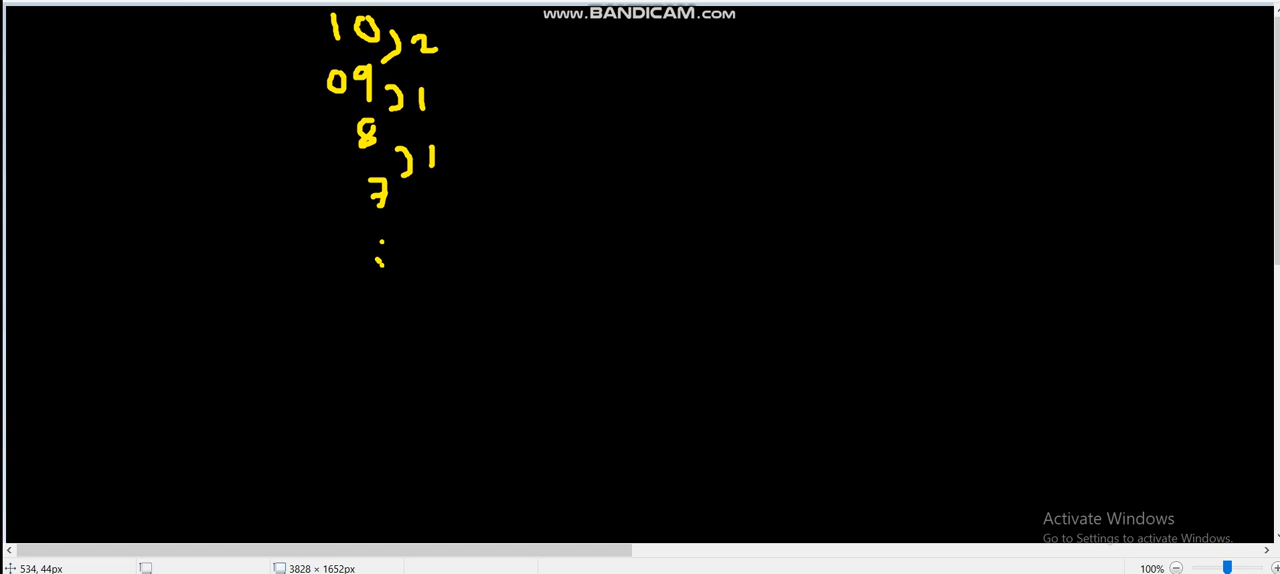 www.BANDICAM.com
10
) 2
09
) 1
8
) 1
7
:
Activate Windows
Go to Settings to activate Windows.
534, 44px
3828 × 1652px
100%